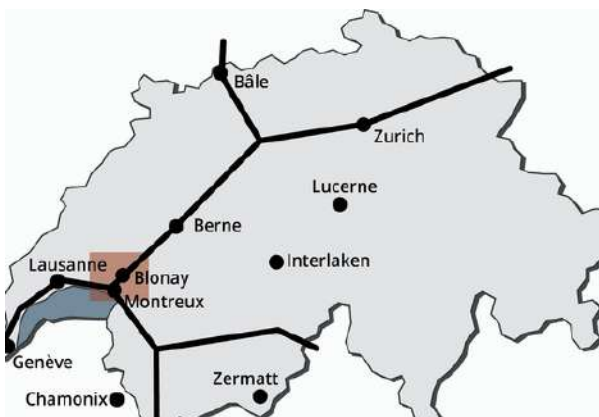 Bâle
Zurich
Lucerne
Berne
Interlaken
Lausanne
Blonay
Montreux
Genève
Zermatt
Chamonix